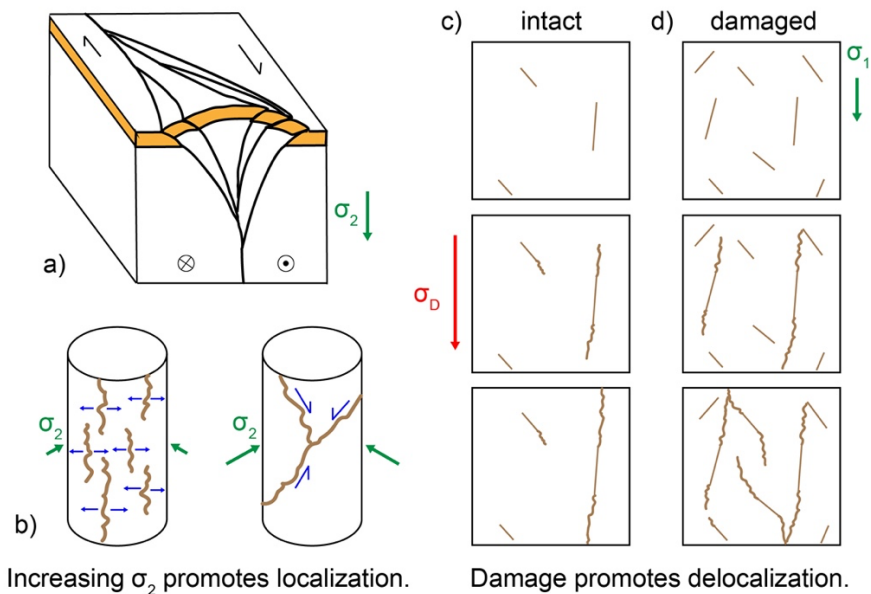 c) intact d) damaged
σ1
σ2
a)
σD
σ2 σ2
b)
Increasing σ2 promotes localization. Damage promotes delocalization.